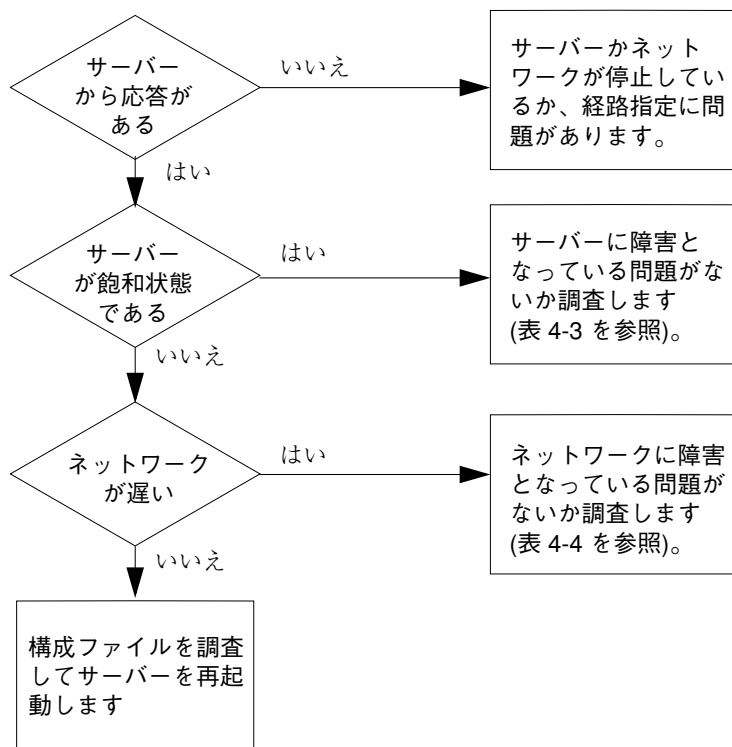 サーバー
から応答が
ある
いいえ
サーバーかネット
ワークが停止してい
るか、経路指定に問
題があります。
はい
サーバー
が飽和状態
である
はい
サーバーに障害と
なっている問題がな
いか調査します
(表 4-3 を参照)。
いいえ
ネットワーク
が遅い
はい
ネットワークに障害
となっている問題が
ないか調査します
(表 4-4 を参照)。
いいえ
構成ファイルを調査
してサーバーを再起
動します